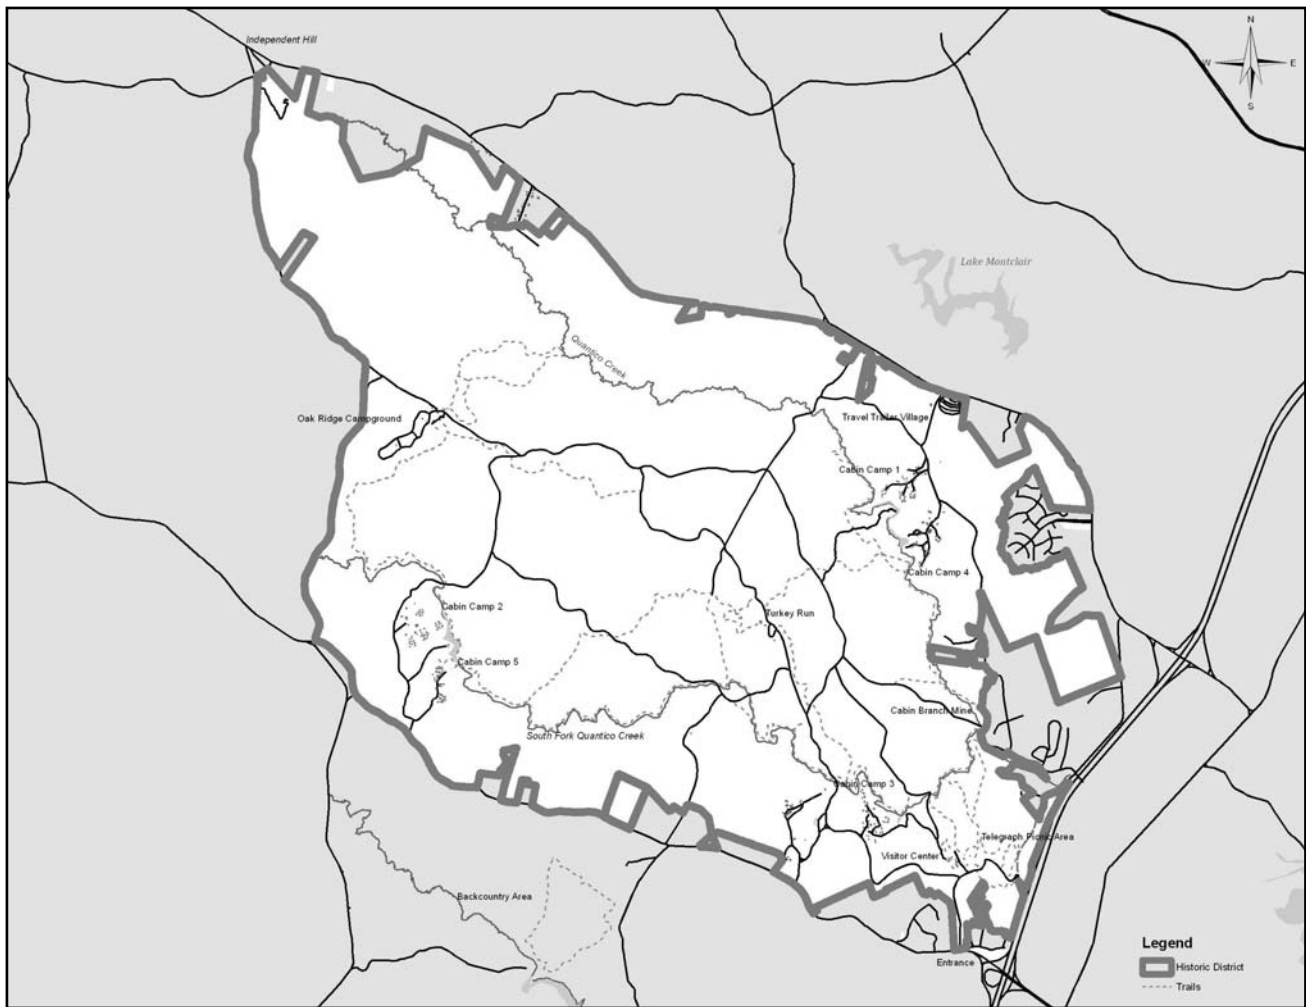 Independent Hill
N
W
E
S
Lake Montclair
Quantico Creek
Oak Ridge Campground
Travel Trailer Village
Cabin Camp 1
Cabin Camp 4
Cabin Camp 2
Turkey Run
Cabin Camp 5
Cabin Branch Mine
South Fork Quantico Creek
Cabin Camp 3
Telegraph Picnic Area
Visitor Center
Backcountry Area
Entrance
Legend
Historic District
Trails